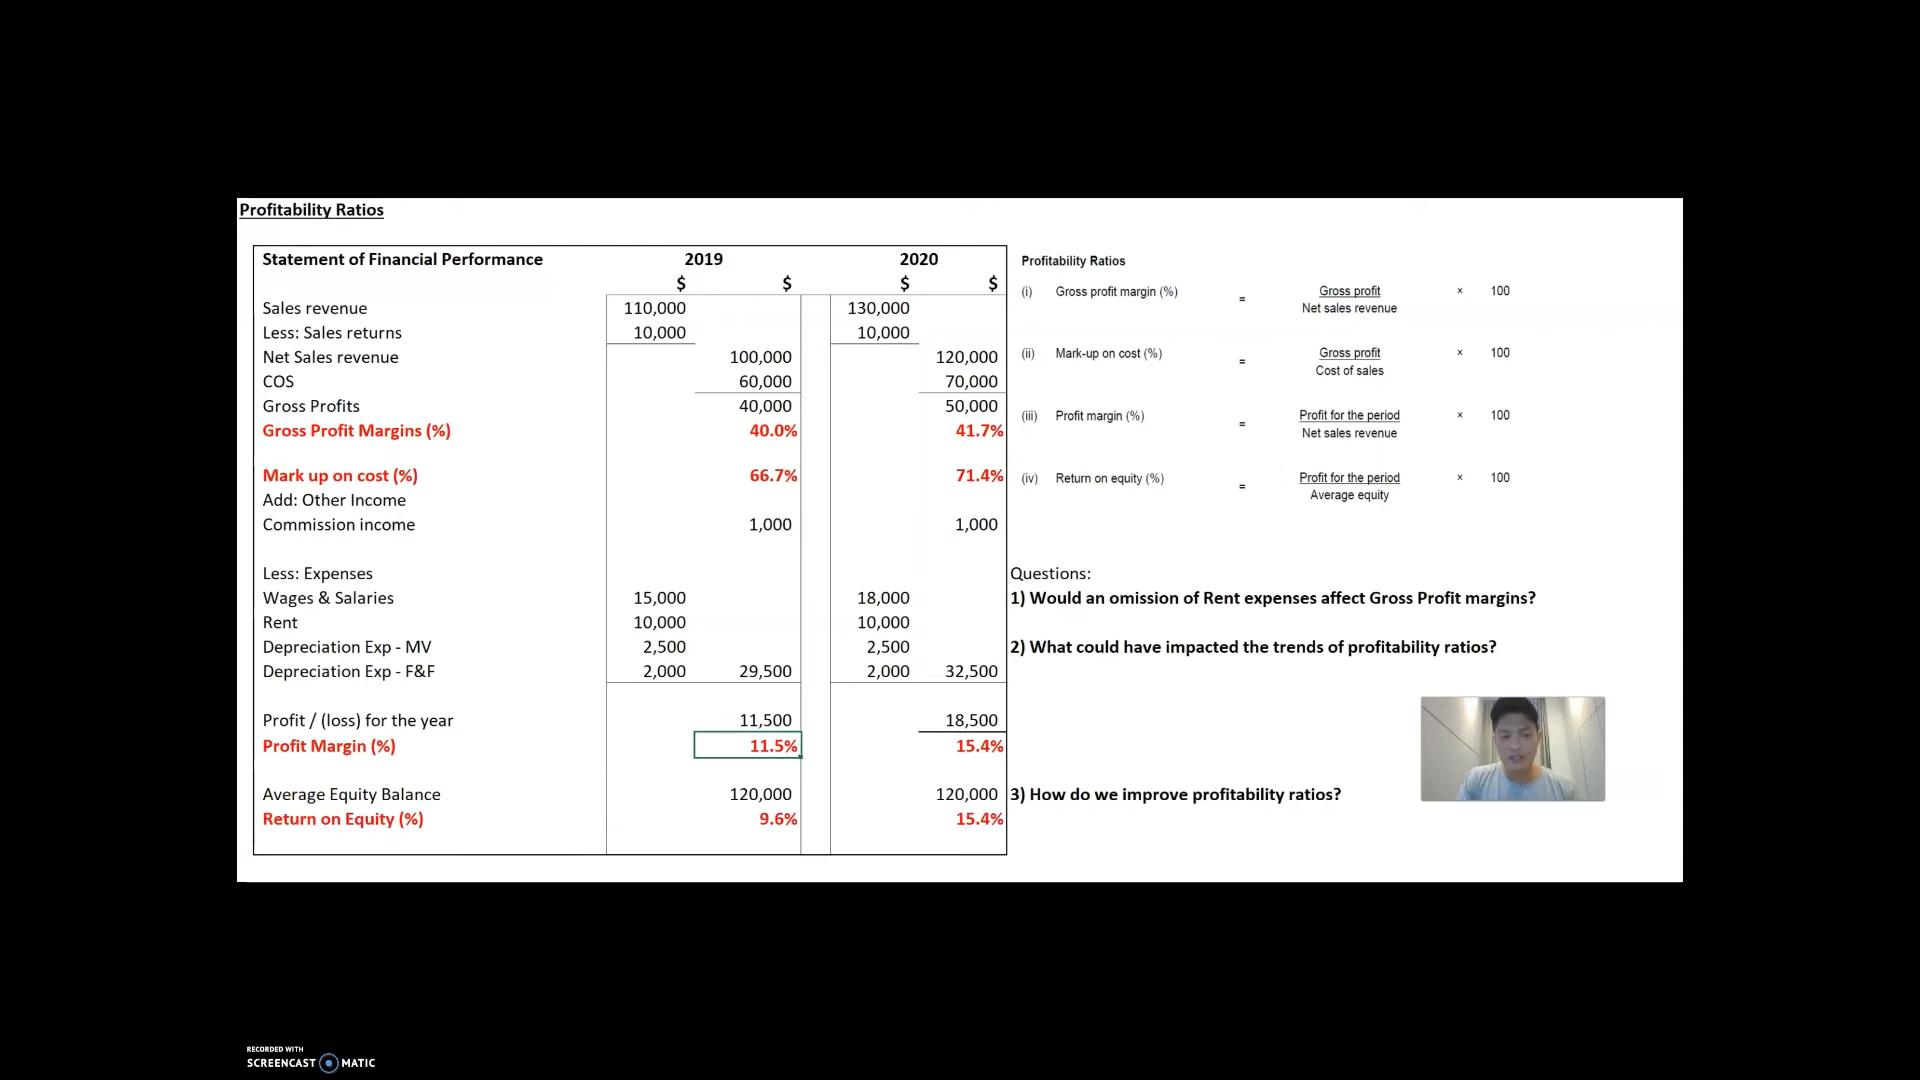 Profitability Ratios
Statement of Financial Performance 2019 2020
$ $ $ $
Sales revenue 110,000 130,000
Less: Sales returns 10,000 10,000
Net Sales revenue 100,000 120,000
COS 60,000 70,000
Gross Profits 40,000 50,000
Gross Profit Margins (%) 40.0% 41.7%
Mark up on cost (%) 66.7% 71.4%
Add: Other Income
Commission income 1,000 1,000
Less: Expenses
Wages & Salaries 15,000 18,000
Rent 10,000 10,000
Depreciation Exp - MV 2,500 2,500
Depreciation Exp - F&F 2,000 29,500 2,000 32,500
Profit / (loss) for the year 11,500 18,500
Profit Margin (%) 11.5% 15.4%
Average Equity Balance 120,000 120,000
Return on Equity (%) 9.6% 15.4%
Profitability Ratios
(i) Gross profit margin (%) = Gross profit × 100
Net sales revenue
(ii) Mark-up on cost (%) = Gross profit × 100
Cost of sales
(iii) Profit margin (%) = Profit for the period × 100
Net sales revenue
(iv) Return on equity (%) = Profit for the period × 100
Average equity
Questions:
1) Would an omission of Rent expenses affect Gross Profit margins?
2) What could have impacted the trends of profitability ratios?
3) How do we improve profitability ratios?
RECORDED WITH
SCREENCAST MATIC